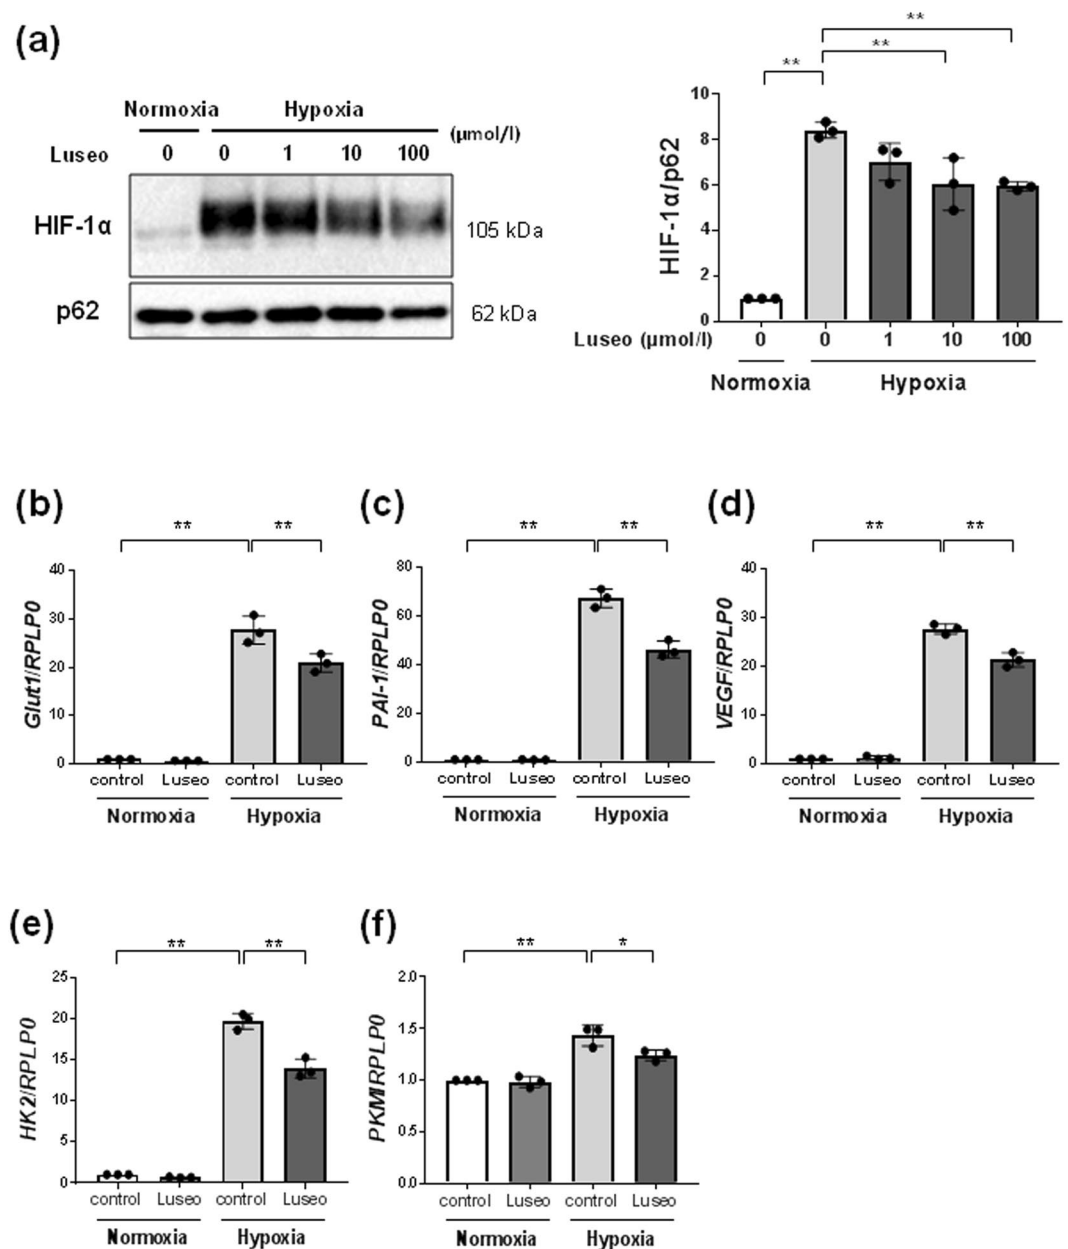 (a)
Normoxia Hypoxia
(μmol/l)
Luseo 0 0 1 10 100
HIF-1α 105 kDa
p62 62 kDa
** ** **
HIF-1α/p62
10
8
6
4
2
0
Luseo (μmol/l) 0 0 1 10 100
Normoxia Hypoxia
(b)
** **
Glut1/RPLP0
40
30
20
10
0
control Luseo control Luseo
Normoxia Hypoxia
(c)
** **
PAI-1/RPLP0
80
60
40
20
0
control Luseo control Luseo
Normoxia Hypoxia
(d)
** **
VEGF/RPLP0
40
30
20
10
0
control Luseo control Luseo
Normoxia Hypoxia
(e)
** **
HK2/RPLP0
25
20
15
10
5
0
control Luseo control Luseo
Normoxia Hypoxia
(f)
** *
PKM/RPLP0
2.0
1.5
1.0
0.5
0.0
control Luseo control Luseo
Normoxia Hypoxia